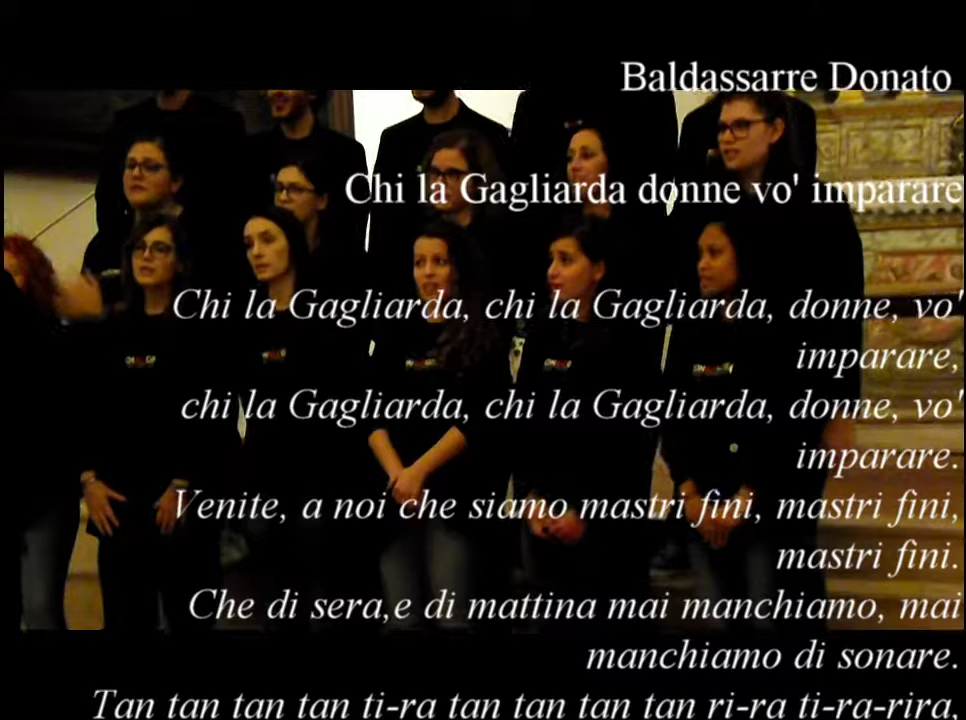 Baldassarre Donato
Chi la Gagliarda donne vo' imparare
Chi la Gagliarda, chi la Gagliarda, donne, vo'
imparare,
chi la Gagliarda, chi la Gagliarda, donne, vo'
imparare.
Venite, a noi che siamo mastri fini, mastri fini,
mastri fini.
Che di sera,e di mattina mai manchiamo, mai
manchiamo di sonare.
Tan tan tan tan ti-ra tan tan tan tan ri-ra ti-ra-rira.